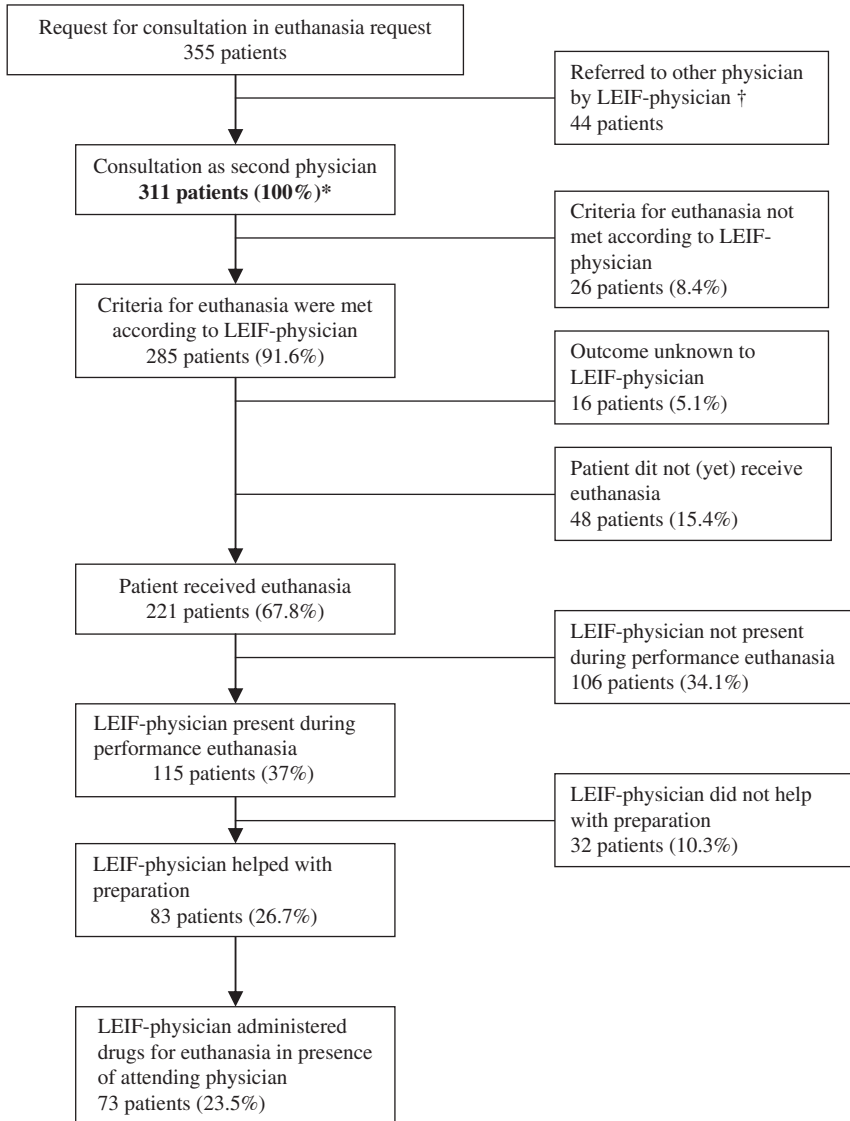 Request for consultation in euthanasia request
355 patients
Referred to other physician
by LEIF-physician †
44 patients
Consultation as second physician
311 patients (100%)*
Criteria for euthanasia not
met according to LEIF-
physician
26 patients (8.4%)
Criteria for euthanasia were met
according to LEIF-physician
285 patients (91.6%)
Outcome unknown to
LEIF-physician
16 patients (5.1%)
Patient dit not (yet) receive
euthanasia
48 patients (15.4%)
Patient received euthanasia
221 patients (67.8%)
LEIF-physician not present
during performance euthanasia
106 patients (34.1%)
LEIF-physician present during
performance euthanasia
115 patients (37%)
LEIF-physician did not help
with preparation
32 patients (10.3%)
LEIF-physician helped with
preparation
83 patients (26.7%)
LEIF-physician administered
drugs for euthanasia in presence
of attending physician
73 patients (23.5%)